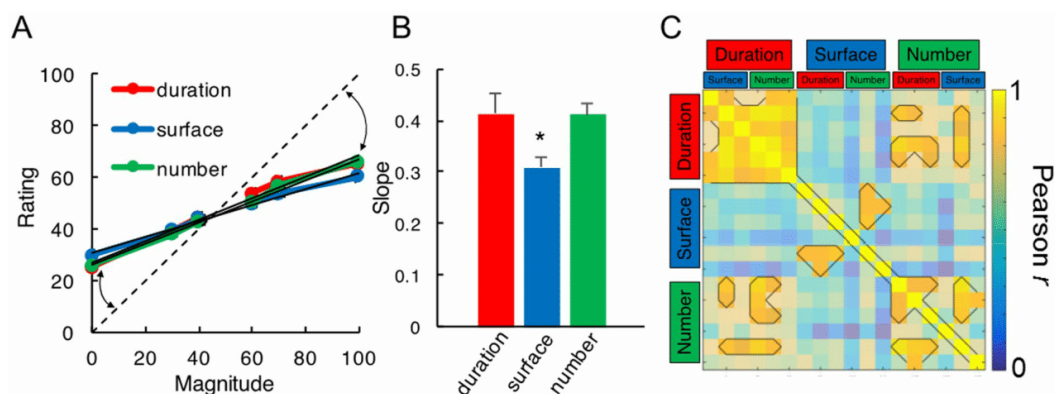 A
100
80
60
40
20
0
Rating
duration
surface
number
0 20 40 60 80 100
Magnitude
B
0.5
0.4
0.3
0.2
0.1
0
Slope
*
duration
surface
number
C
Duration Surface Number
Surface Number Duration Number Duration Surface
Duration
Surface
Number
1
0
Pearson r